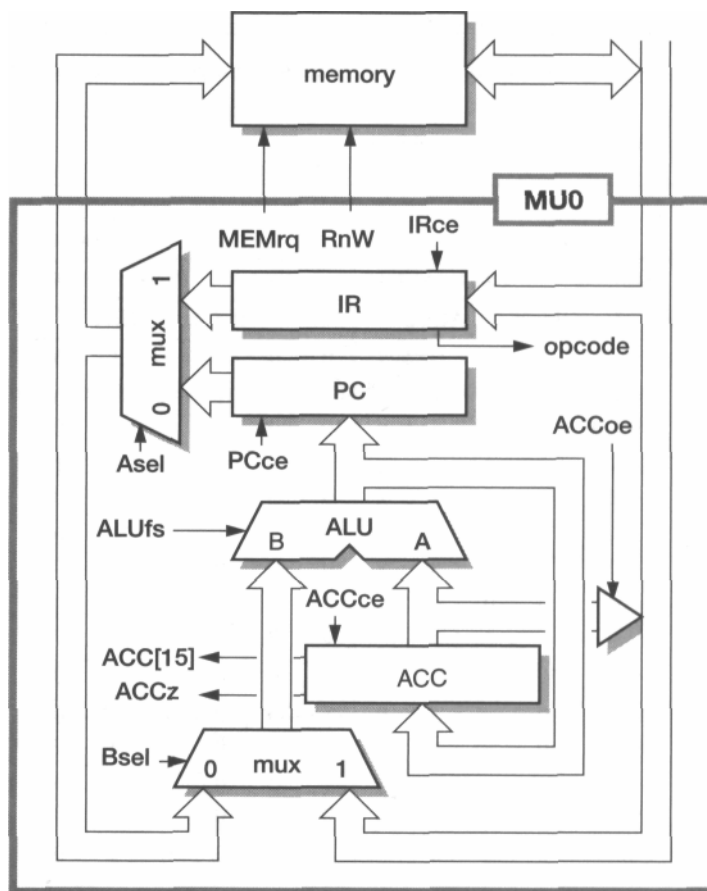 memory
MU0
MEMrq RnW IRce
IR
mux 1 0
opcode
PC
ACCoe
Asel PCce
ALUfs
ALU
B A
ACCce
ACC[15]
ACCz
ACC
Bsel
0 mux 1